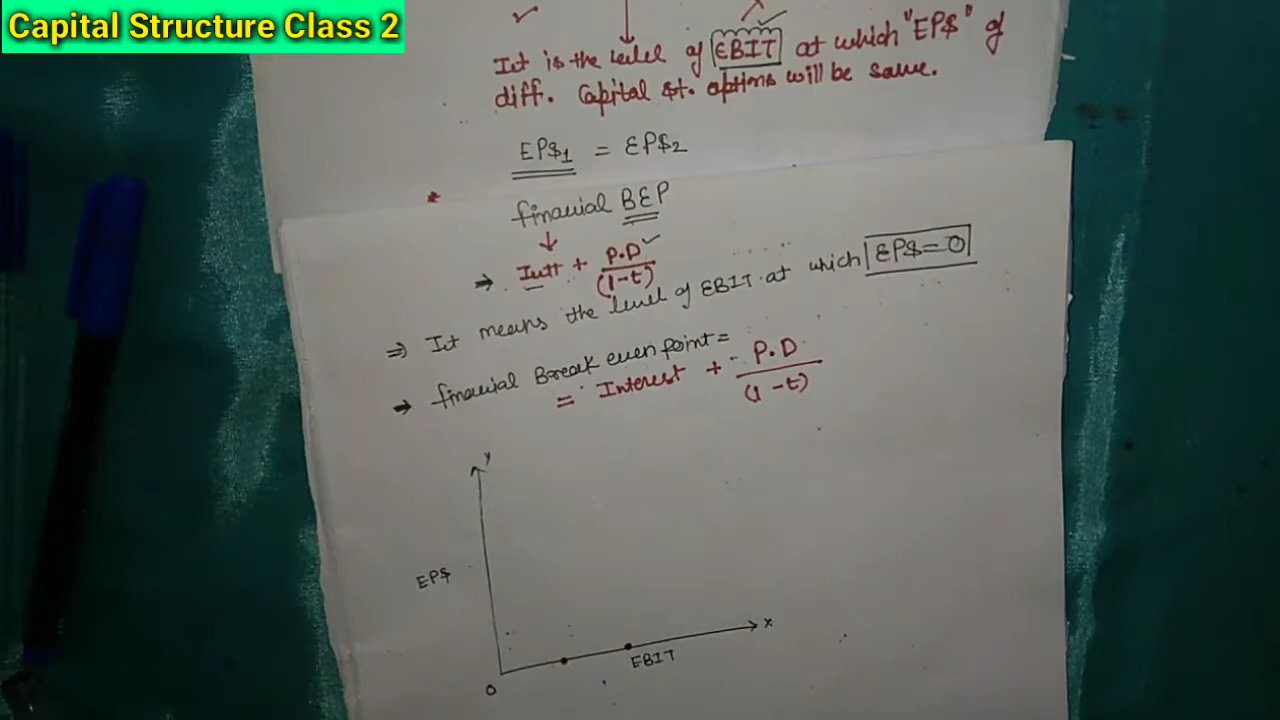 Capital Structure Class 2
It is the level of EBIT at which "EPS" of
diff. Capital st. options will be same.
EPS1 = EPS2
financial BEP
⇒ Intt + P.D / (1-t)
⇒ It means the level of EBIT at which EPS=0
→ financial Break even point =
= Interest + P.D / (1-t)
y
EPS
x
EBIT
0